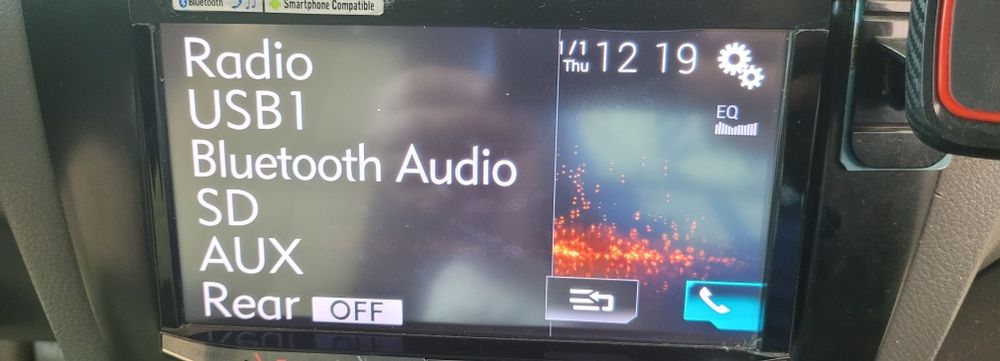 Bluetooth
Smartphone Compatible
Radio
USB1
Bluetooth Audio
SD
AUX
Rear OFF
1/1
Thu
12 19
EQ